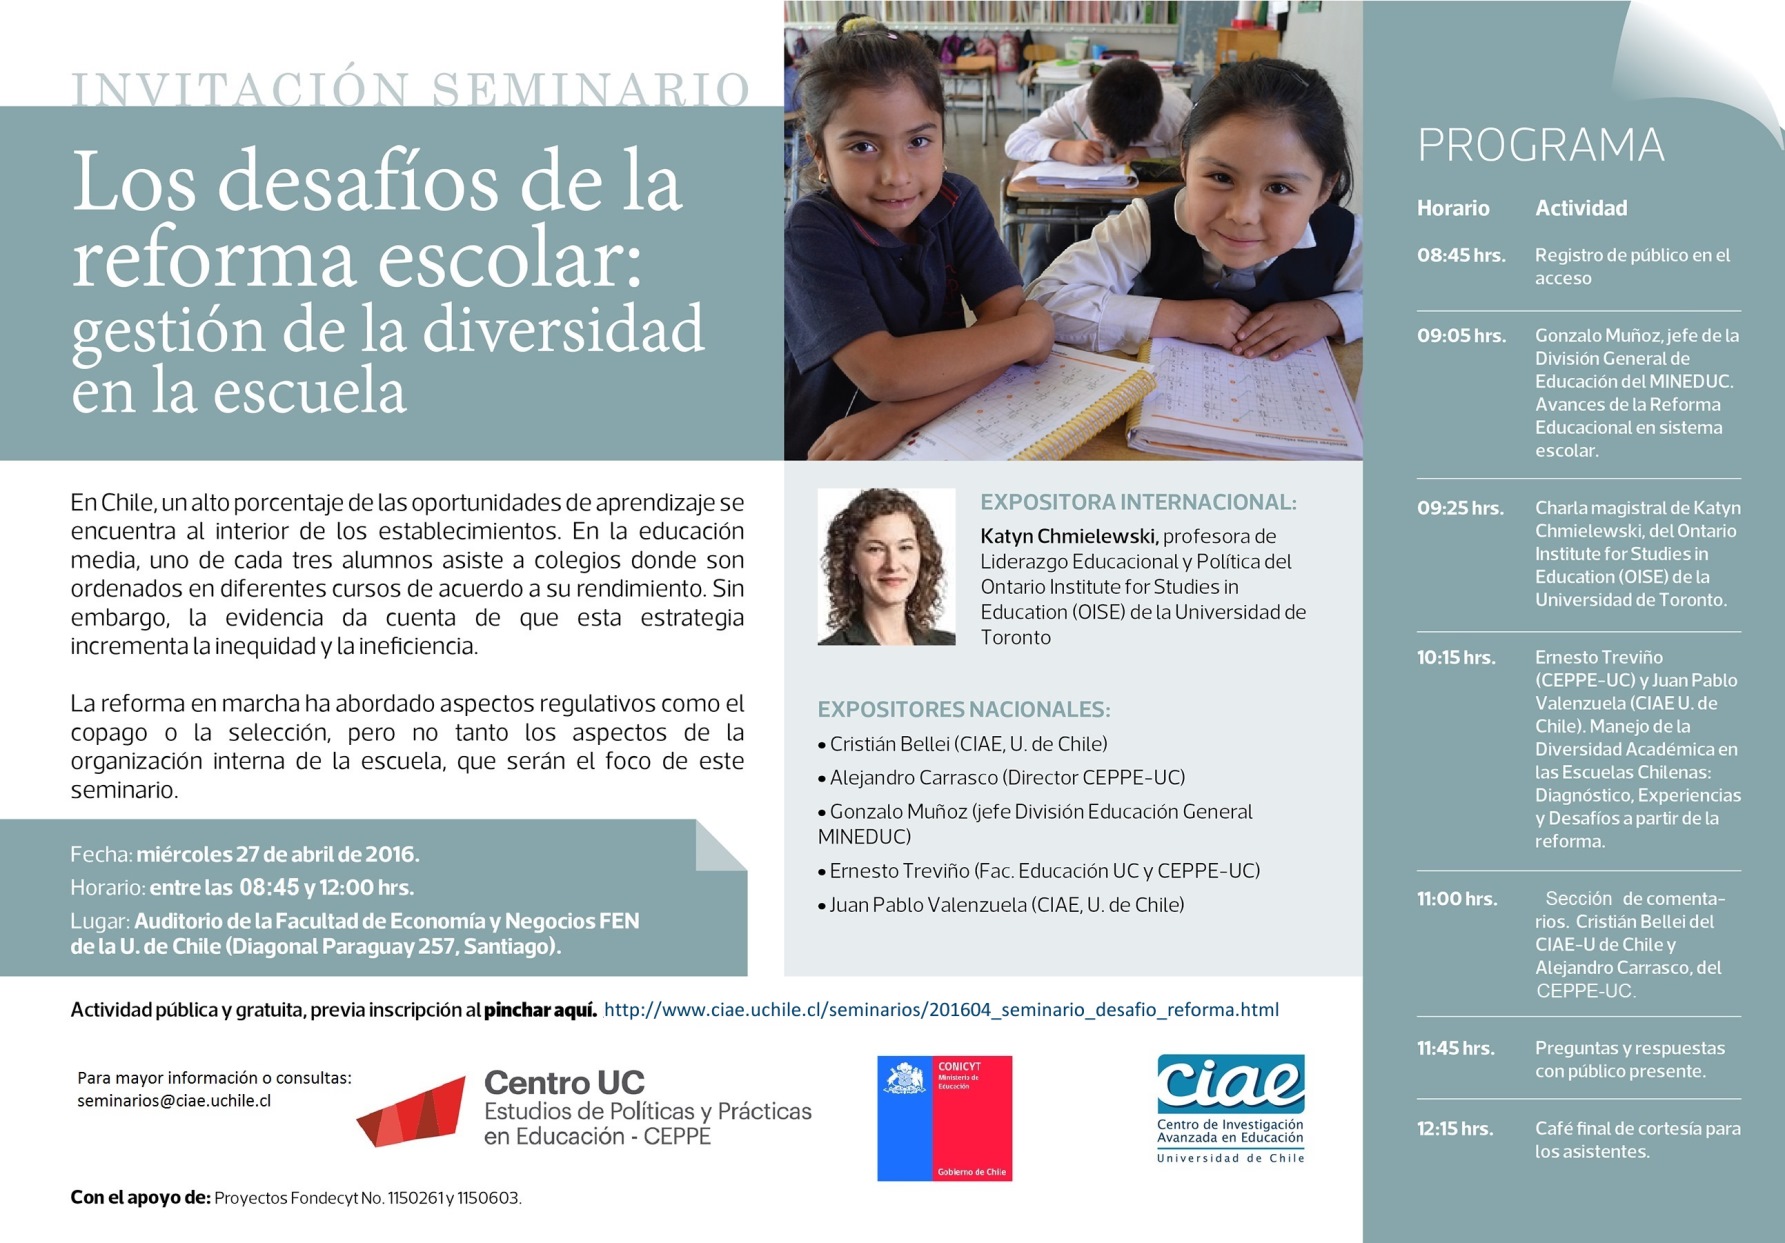 INVITACIÓN SEMINARIO
Los desafíos de la
reforma escolar:
gestión de la diversidad
en la escuela
En Chile, un alto porcentaje de las oportunidades de aprendizaje se
encuentra al interior de los establecimientos. En la educación
media, uno de cada tres alumnos asiste a colegios donde son
ordenados en diferentes cursos de acuerdo a su rendimiento. Sin
embargo, la evidencia da cuenta de que esta estrategia
incrementa la inequidad y la ineficiencia.
La reforma en marcha ha abordado aspectos regulativos como el
copago o la selección, pero no tanto los aspectos de la
organización interna de la escuela, que serán el foco de este
seminario.
Fecha: miércoles 27 de abril de 2016.
Horario: entre las 08:45 y 12:00 hrs.
Lugar: Auditorio de la Facultad de Economía y Negocios FEN
de la U. de Chile (Diagonal Paraguay 257, Santiago).
EXPOSITORA INTERNACIONAL:
Katyn Chmielewski, profesora de
Liderazgo Educacional y Política del
Ontario Institute for Studies in
Education (OISE) de la Universidad de
Toronto
EXPOSITORES NACIONALES:
• Cristián Bellei (CIAE, U. de Chile)
• Alejandro Carrasco (Director CEPPE-UC)
• Gonzalo Muñoz (jefe División Educación General
MINEDUC)
• Ernesto Treviño (Fac. Educación UC y CEPPE-UC)
• Juan Pablo Valenzuela (CIAE, U. de Chile)
Actividad pública y gratuita, previa inscripción al pinchar aquí. http://www.ciae.uchile.cl/seminarios/201604_seminario_desafio_reforma.html
Para mayor información o consultas:
seminarios@ciae.uchile.cl
Centro UC
Estudios de Políticas y Prácticas
en Educación - CEPPE
CONICYT
Ministerio de
Educación
Gobierno de Chile
ciae
Centro de Investigación
Avanzada en Educación
Universidad de Chile
Con el apoyo de: Proyectos Fondecyt No. 1150261 y 1150603.
PROGRAMA
Horario Actividad
08:45 hrs. Registro de público en el
acceso
09:05 hrs. Gonzalo Muñoz, jefe de la
División General de
Educación del MINEDUC.
Avances de la Reforma
Educacional en sistema
escolar.
09:25 hrs. Charla magistral de Katyn
Chmielewski, del Ontario
Institute for Studies in
Education (OISE) de la
Universidad de Toronto.
10:15 hrs. Ernesto Treviño
(CEPPE-UC) y Juan Pablo
Valenzuela (CIAE U. de
Chile). Manejo de la
Diversidad Académica en
las Escuelas Chilenas:
Diagnóstico, Experiencias
y Desafíos a partir de la
reforma.
11:00 hrs. Sección de comenta-
rios. Cristián Bellei del
CIAE-U de Chile y
Alejandro Carrasco, del
CEPPE-UC.
11:45 hrs. Preguntas y respuestas
con público presente.
12:15 hrs. Café final de cortesía para
los asistentes.